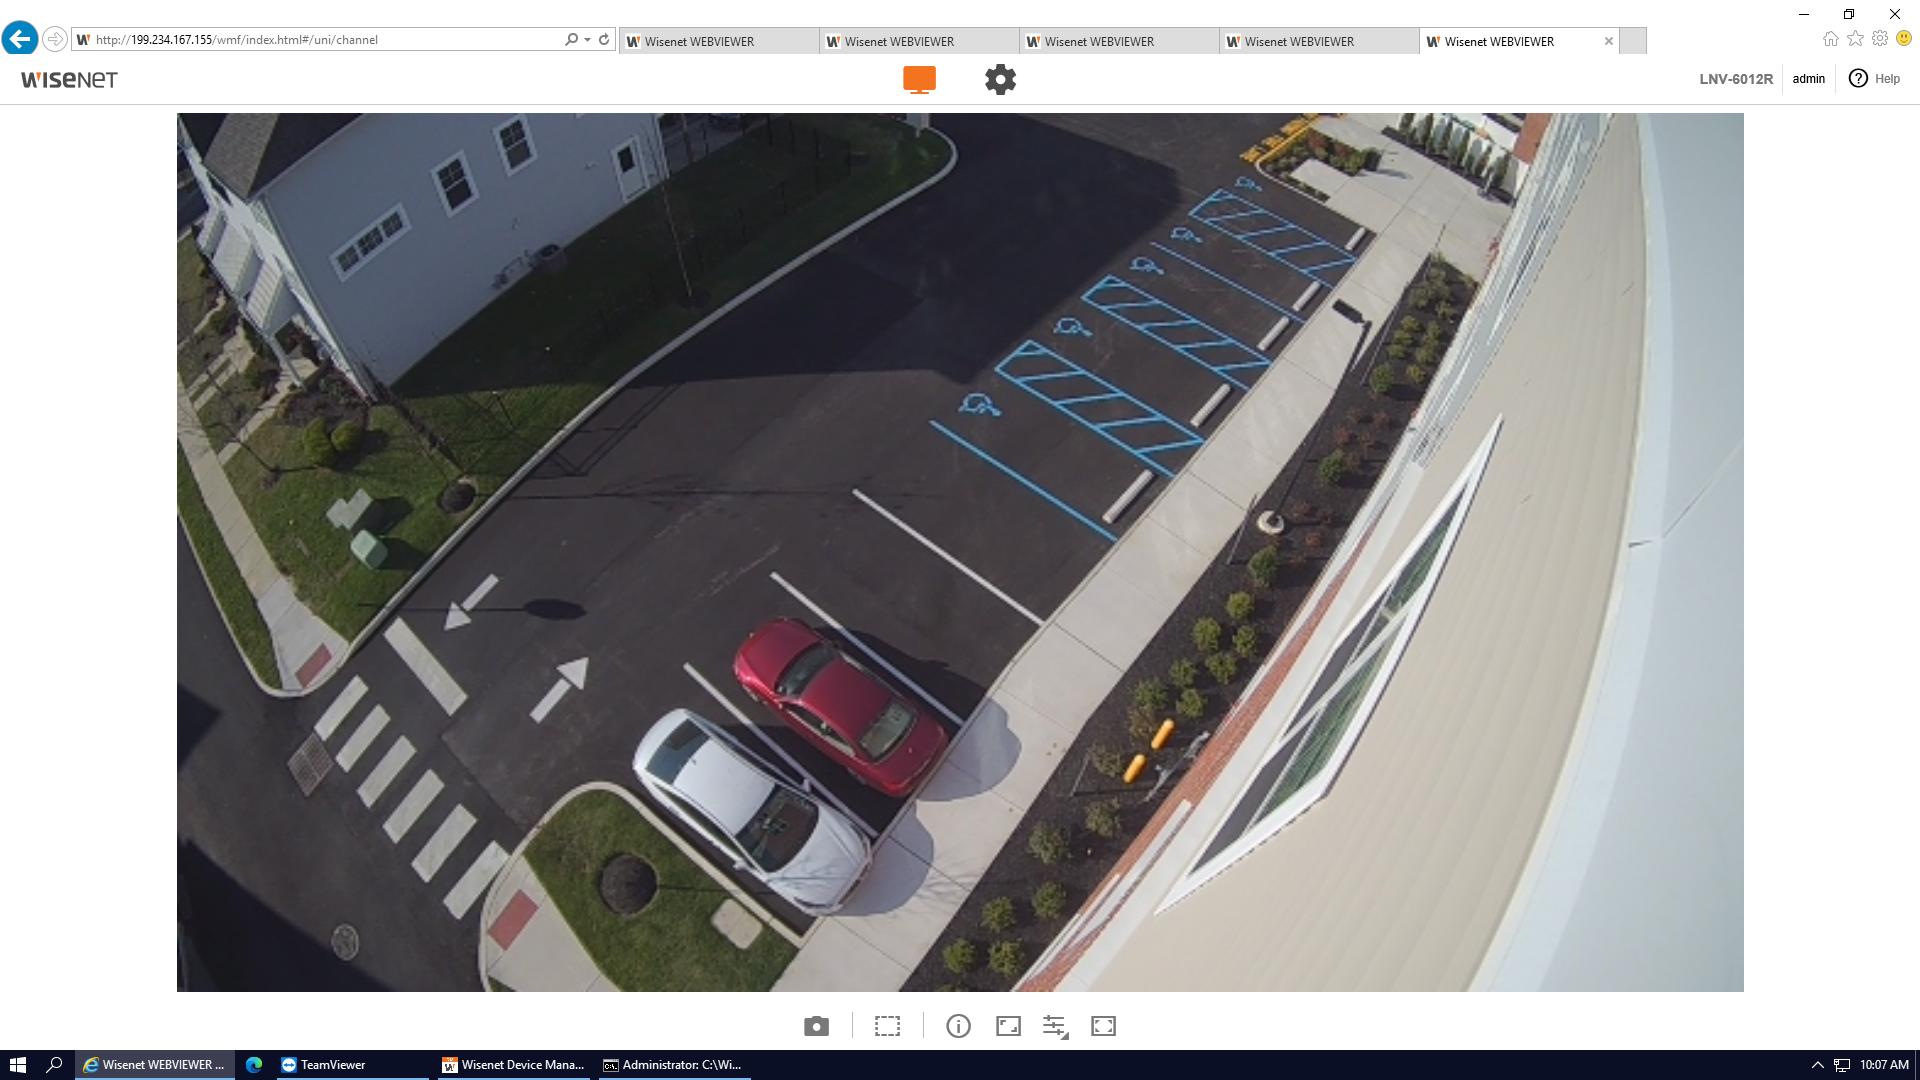 http://199.234.167.155/wmf/index.html#/uni/channel
Wisenet WEBVIEWER
Wisenet WEBVIEWER
Wisenet WEBVIEWER
Wisenet WEBVIEWER
Wisenet WEBVIEWER
WISENET
LNV-6012R
admin
Help
Wisenet WEBVIEWER ...
TeamViewer
Wisenet Device Mana...
Administrator: C:\Wi...
10:07 AM